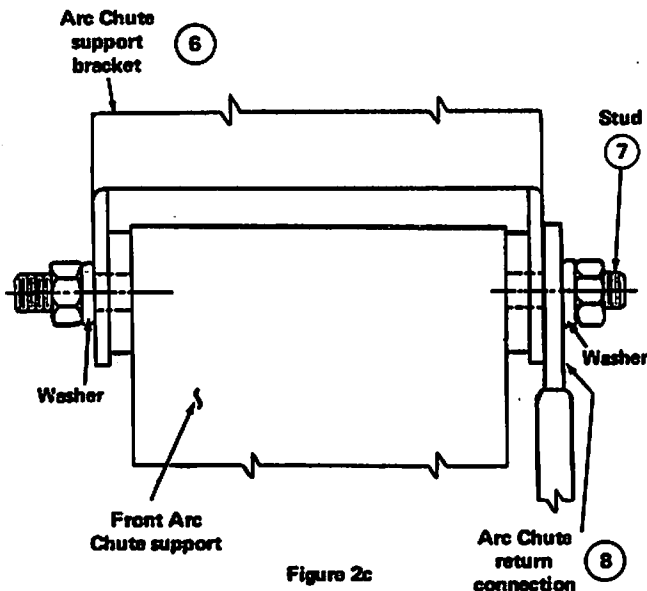 Arc Chute
support
bracket
6
Stud
7
Washer
Washer
Front Arc
Chute support
Arc Chute
return
connection
8
Figure 2c